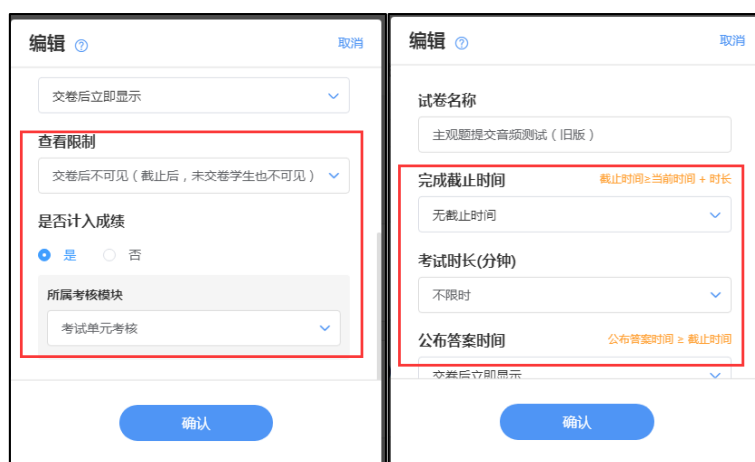 编辑
取消
交卷后立即显示
查看限制
交卷后不可见（截止后，未交卷学生也不可见）
是否计入成绩
是 否
所属考核模块
考试单元考核
确认
编辑
取消
试卷名称
主观题提交音频测试（旧版）
完成截止时间 截止时间≥当前时间 + 时长
无截止时间
考试时长(分钟)
不限时
公布答案时间 公布答案时间 ≥ 截止时间
交卷后立即显示
确认